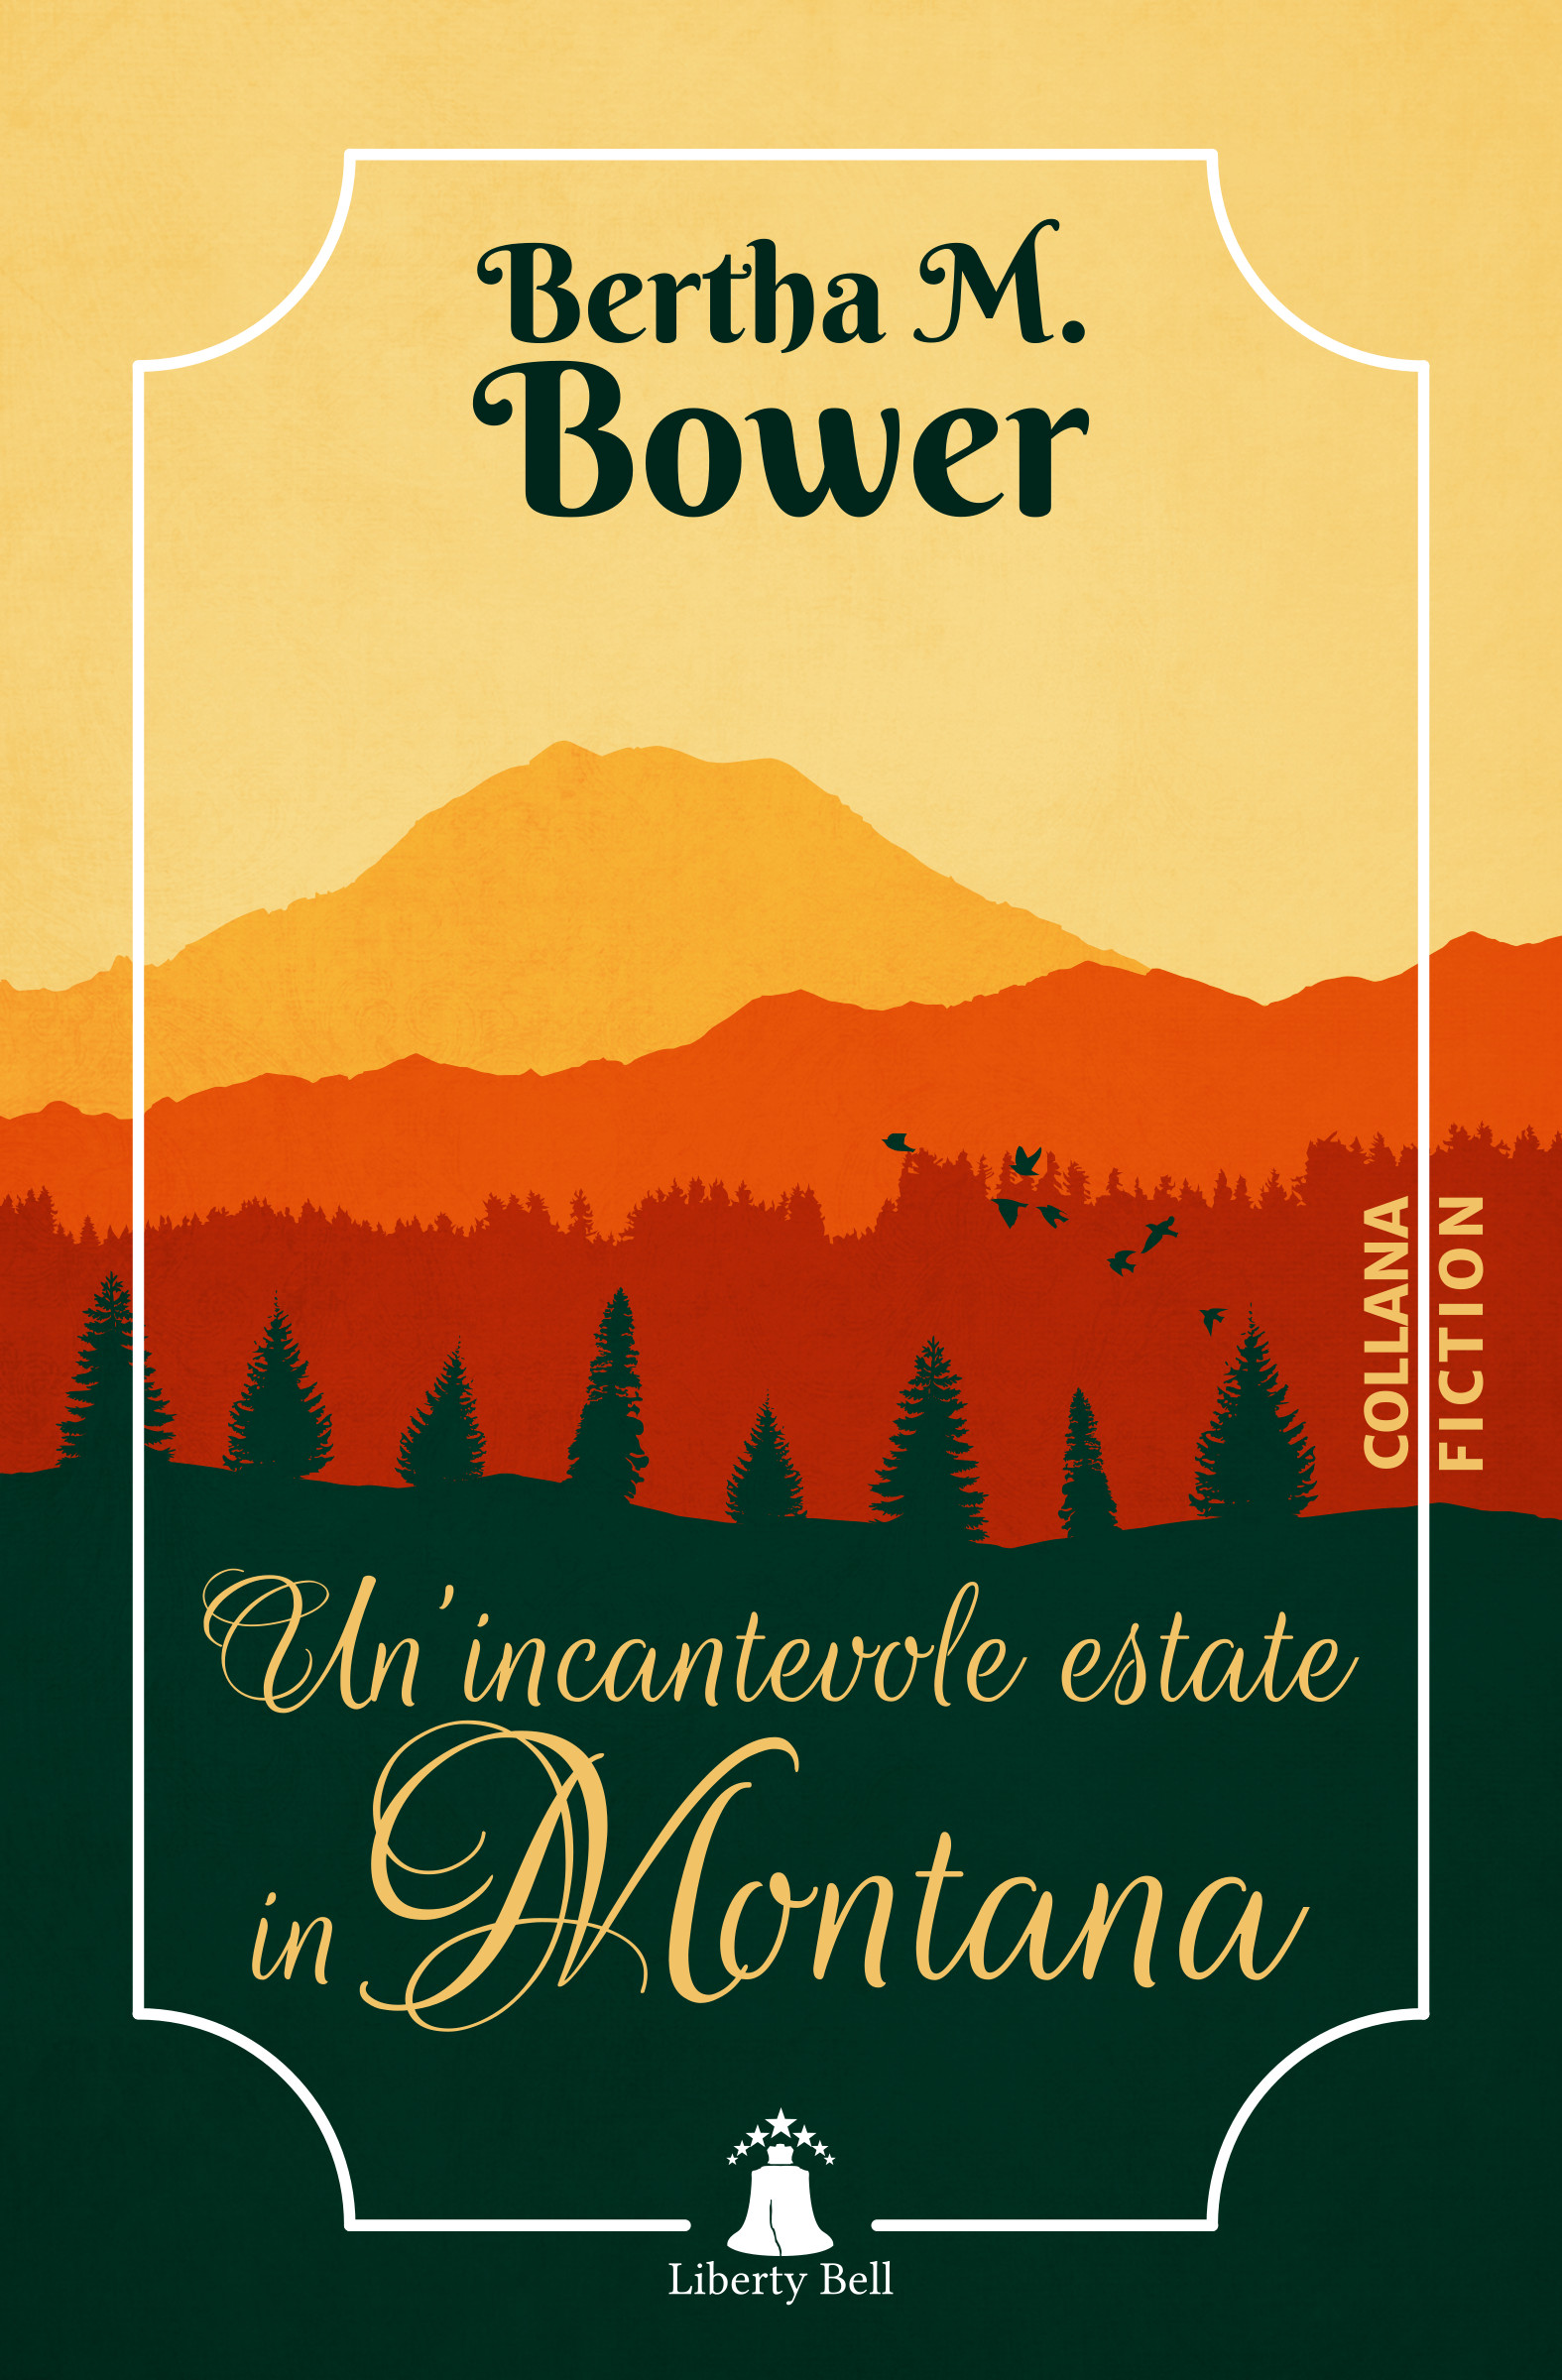 Bertha M.
Bower
COLLANA
FICTION
Un'incantevole estate
in Montana
Liberty Bell